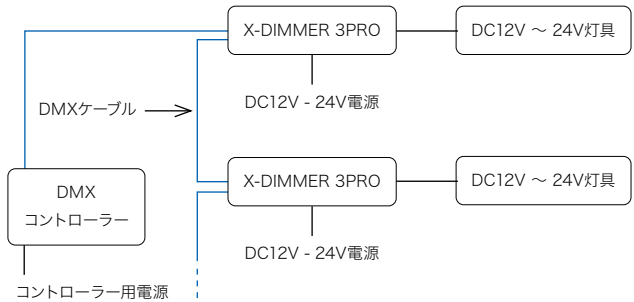 X-DIMMER 3PRO
DC12V ～ 24V灯具
DC12V - 24V電源
DMXケーブル
X-DIMMER 3PRO
DC12V ～ 24V灯具
DMX
コントローラー
DC12V - 24V電源
コントローラー用電源